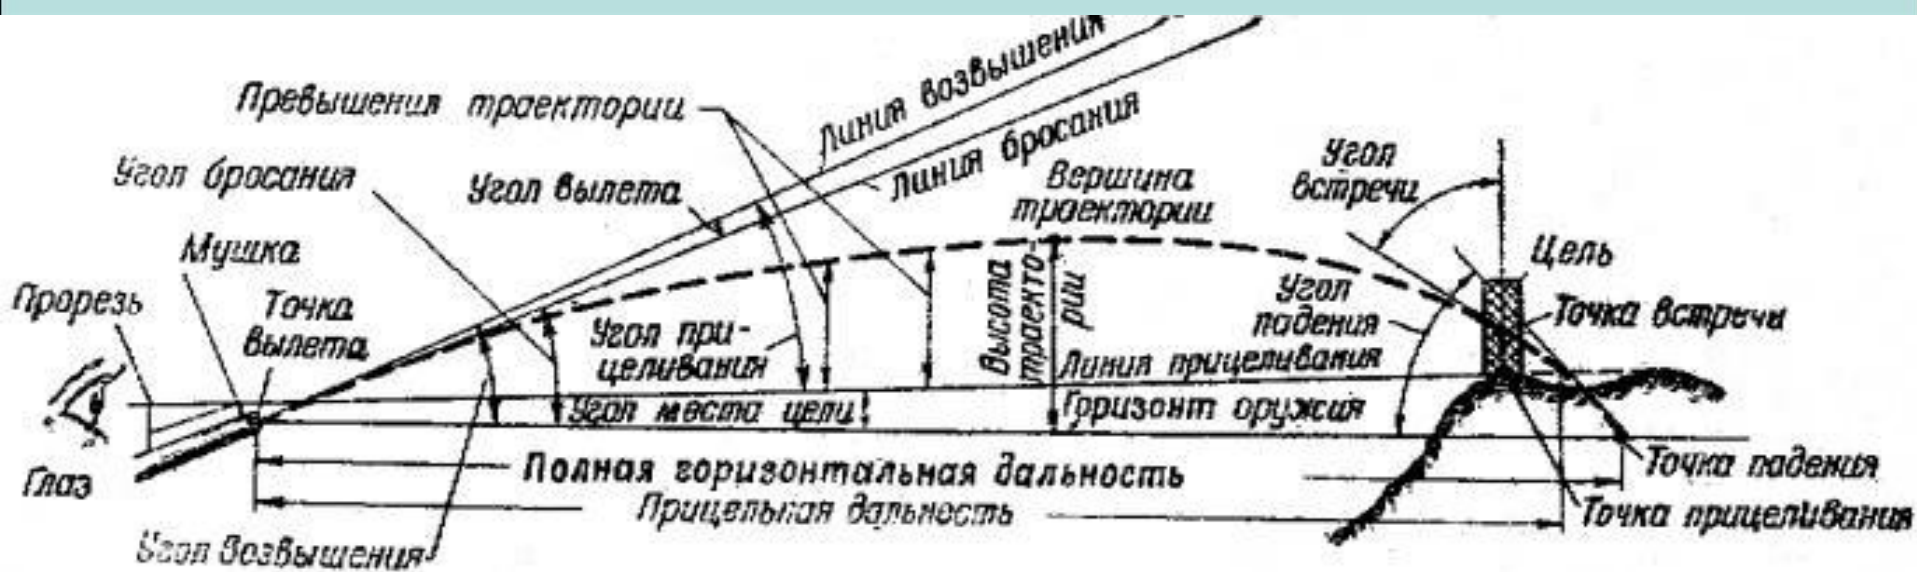 Линия возвышения
Превышения траектории
Линия бросания
Угол бросания
Угол вылета
Вершина
траектории
Угол
встречи
Мушка
Цель
Прорезь
Точка
вылета
Угол при-
целивания
Высота
траекто-
рии
Угол
падения
Точка встречи
Линия прицеливания
Угол места цели
Горизонт оружия
Глаз
Полная горизонтальная дальность
Точка падения
Прицельная дальность
Точка прицеливания
Угол возвышения